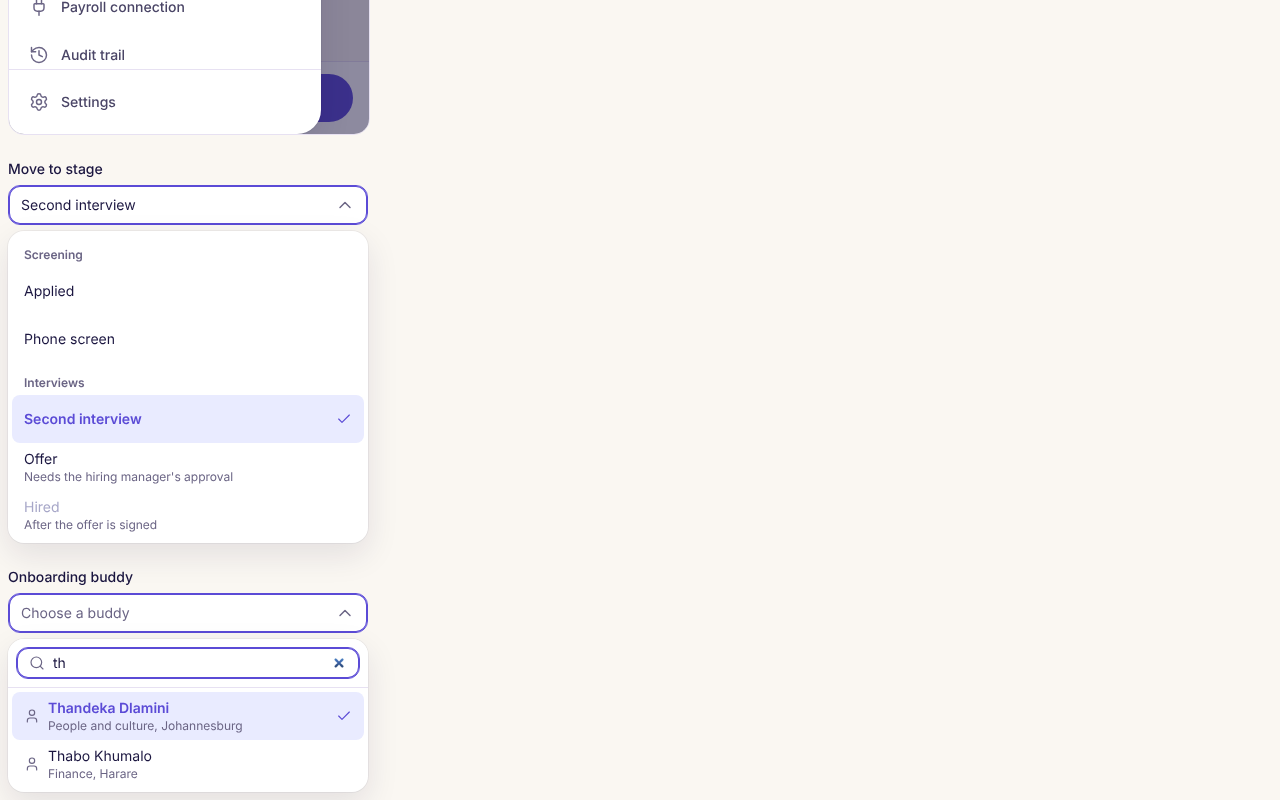 Payroll connection
Audit trail
Settings
Move to stage
Second interview
Screening
Applied
Phone screen
Interviews
Second interview
Offer
Needs the hiring manager's approval
Hired
After the offer is signed
Onboarding buddy
Choose a buddy
th
Thandeka Dlamini
People and culture, Johannesburg
Thabo Khumalo
Finance, Harare